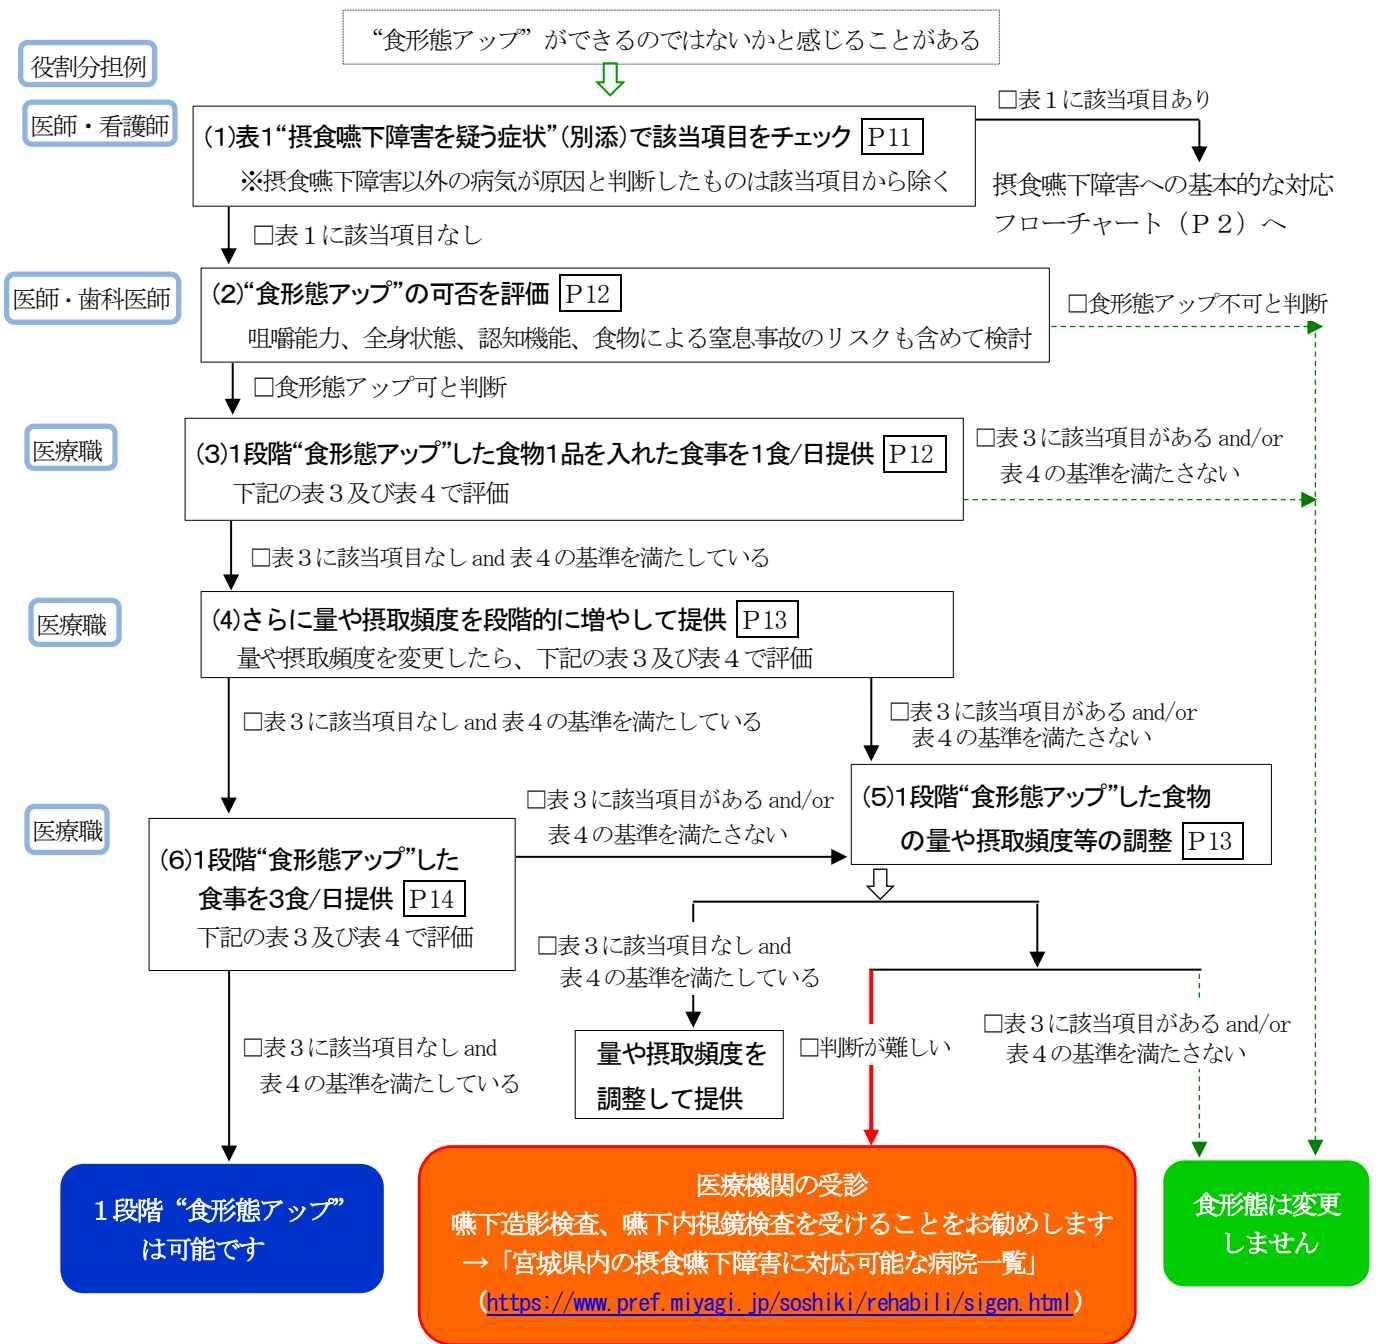 “食形態アップ”ができるのではないかと感じることがある
役割分担例
医師・看護師
(1)表1“摂食嚥下障害を疑う症状”(別添)で該当項目をチェック P11
※摂食嚥下障害以外の病気が原因と判断したものは該当項目から除く
□表１に該当項目あり
摂食嚥下障害への基本的な対応
フローチャート（P２）へ
□表１に該当項目なし
医師・歯科医師
(2)“食形態アップ”の可否を評価 P12
咀嚼能力、全身状態、認知機能、食物による窒息事故のリスクも含めて検討
□食形態アップ不可と判断
□食形態アップ可と判断
医療職
(3)1段階“食形態アップ”した食物1品を入れた食事を1食/日提供 P12
下記の表３及び表４で評価
□表３に該当項目がある and/or
表４の基準を満たさない
□表３に該当項目なし and 表４の基準を満たしている
医療職
(4)さらに量や摂取頻度を段階的に増やして提供 P13
量や摂取頻度を変更したら、下記の表３及び表４で評価
□表３に該当項目なし and 表４の基準を満たしている
□表３に該当項目がある and/or
表４の基準を満たさない
医療職
(5)1段階“食形態アップ”した食物
の量や摂取頻度等の調整 P13
□表３に該当項目がある and/or
表４の基準を満たさない
(6)1段階“食形態アップ”した
食事を3食/日提供 P14
下記の表３及び表４で評価
□表３に該当項目なし and
表４の基準を満たしている
□表３に該当項目がある and/or
表４の基準を満たさない
□判断が難しい
量や摂取頻度を
調整して提供
□表３に該当項目なし and
表４の基準を満たしている
１段階“食形態アップ”
は可能です
医療機関の受診
嚥下造影検査、嚥下内視鏡検査を受けることをお勧めします
→「宮城県内の摂食嚥下障害に対応可能な病院一覧」
（https://www.pref.miyagi.jp/soshiki/rehabili/sigen.html）
食形態は変更
しません